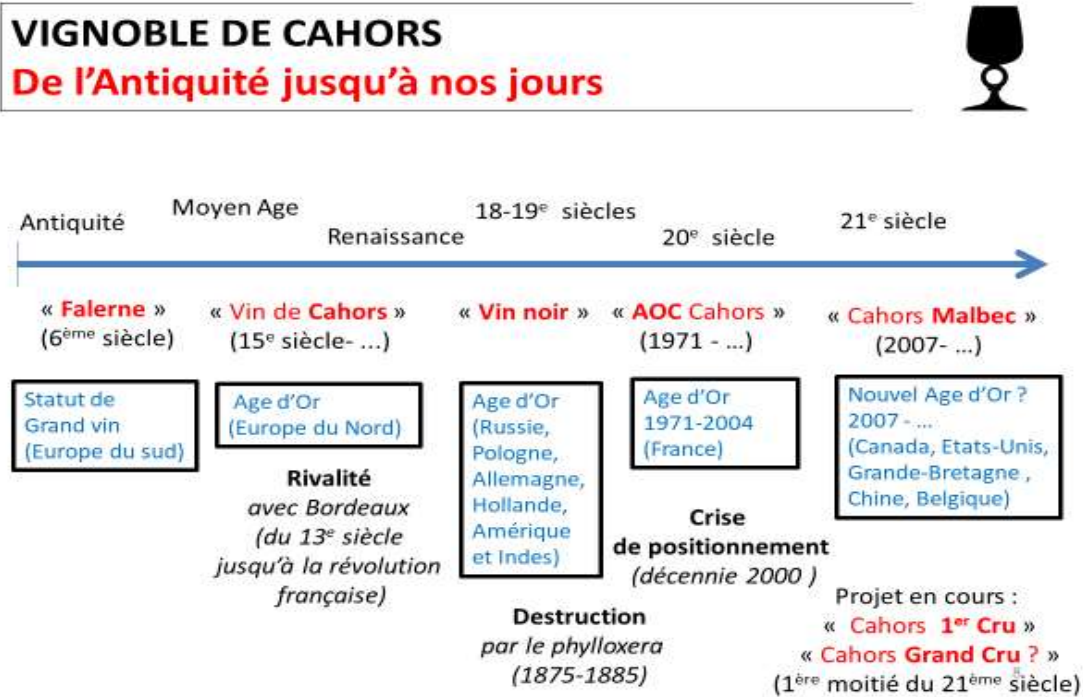 VIGNOBLE DE CAHORS
De l'Antiquité jusqu'à nos jours
Antiquité
Moyen Age
Renaissance
18-19e siècles
20e siècle
21e siècle
« Falerne »
(6ème siècle)
« Vin de Cahors »
(15e siècle- ...)
« Vin noir »
« AOC Cahors »
(1971 - ...)
« Cahors Malbec »
(2007- ...)
Statut de
Grand vin
(Europe du sud)
Age d'Or
(Europe du Nord)
Rivalité
avec Bordeaux
(du 13e siècle
jusqu'à la révolution
française)
Age d'Or
(Russie,
Pologne,
Allemagne,
Hollande,
Amérique
et Indes)
Destruction
par le phylloxera
(1875-1885)
Age d'Or
1971-2004
(France)
Crise
de positionnement
(décennie 2000 )
Nouvel Age d'Or ?
2007 - ...
(Canada, Etats-Unis,
Grande-Bretagne ,
Chine, Belgique)
Projet en cours :
« Cahors 1er Cru »
« Cahors Grand Cru ? »
(1ère moitié du 21ème siècle)